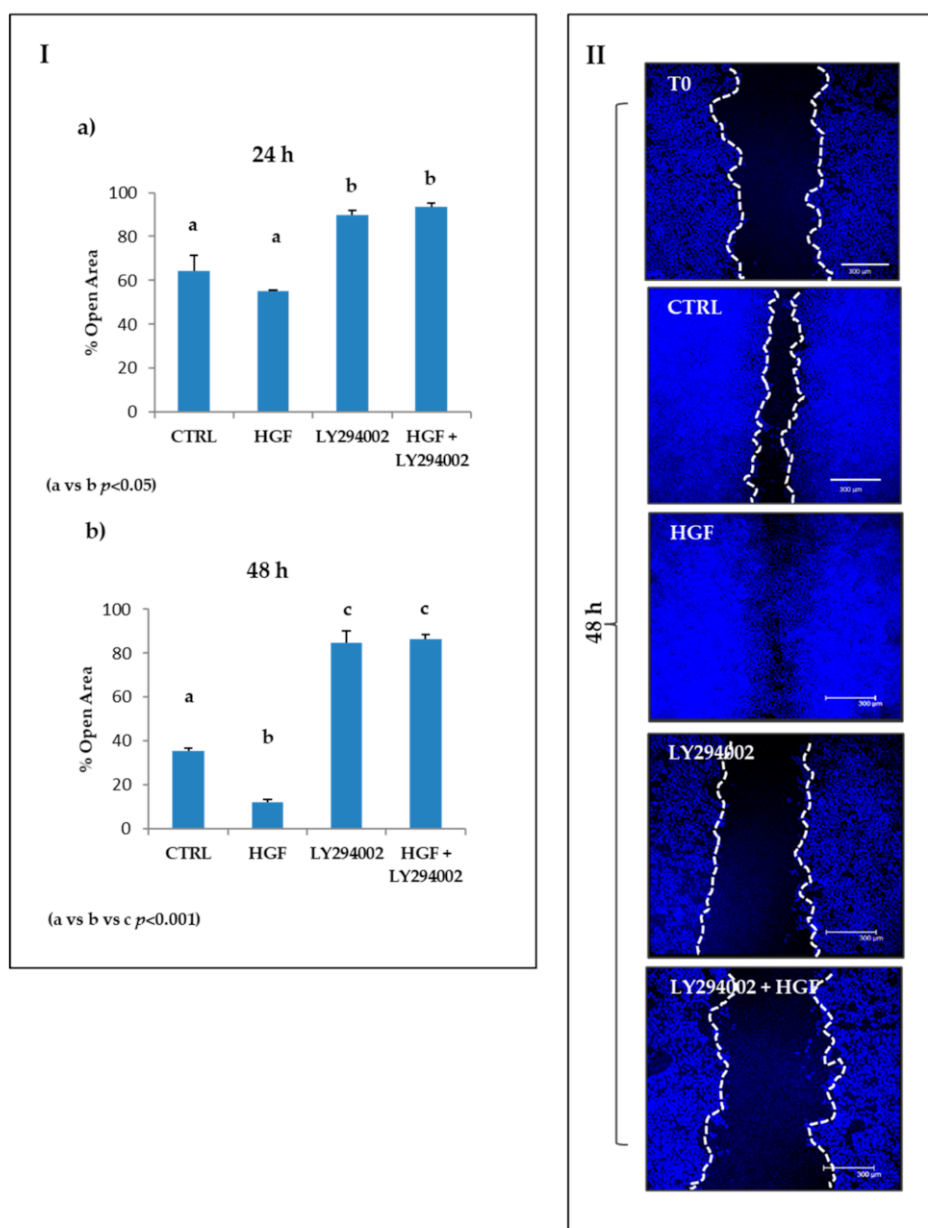 I
a)
24 h
b
b
a
a
100
80
60
40
20
0
% Open Area
CTRL
HGF
LY294002
HGF +
LY294002
(a vs b p<0.05)
b)
48 h
c
c
a
b
100
80
60
40
20
0
% Open Area
CTRL
HGF
LY294002
HGF +
LY294002
(a vs b vs c p<0.001)
II
48 h
T0
300 µm
CTRL
300 µm
HGF
300 µm
LY294002
300 µm
LY294002 + HGF
300 µm